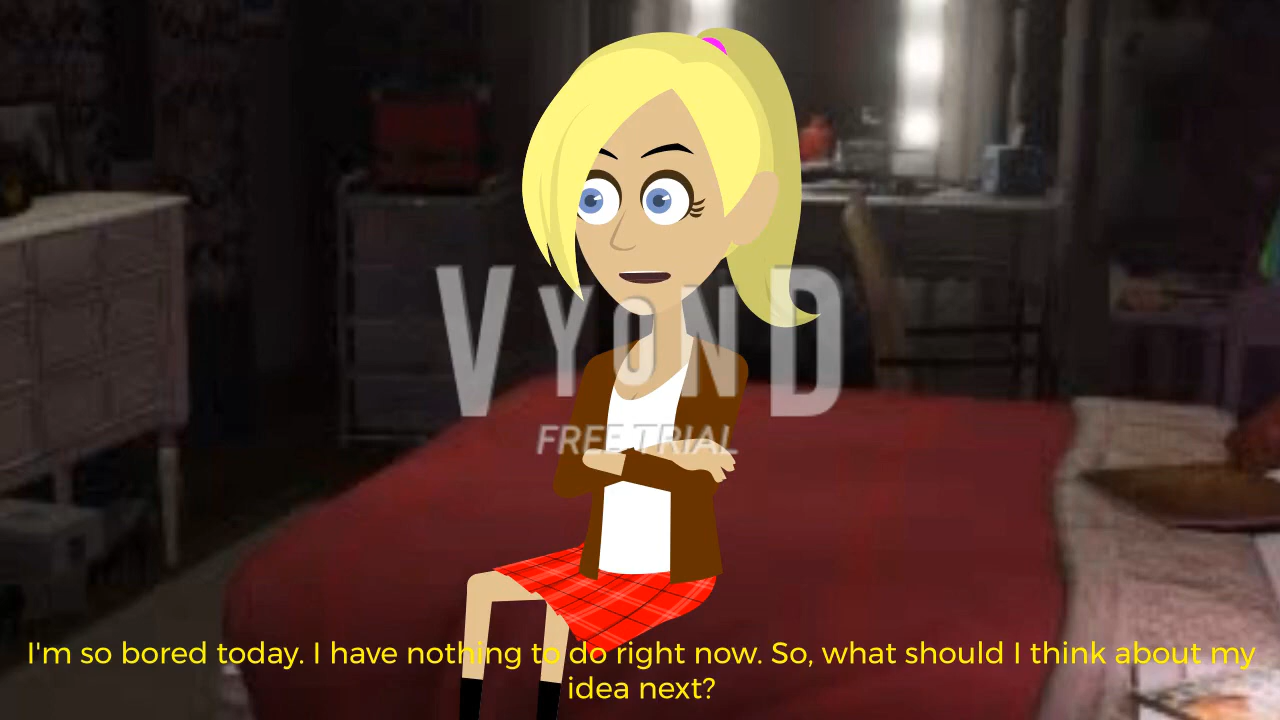 VYOND
FREE TRIAL
I'm so bored today. I have nothing to do right now. So, what should I think about my
idea next?